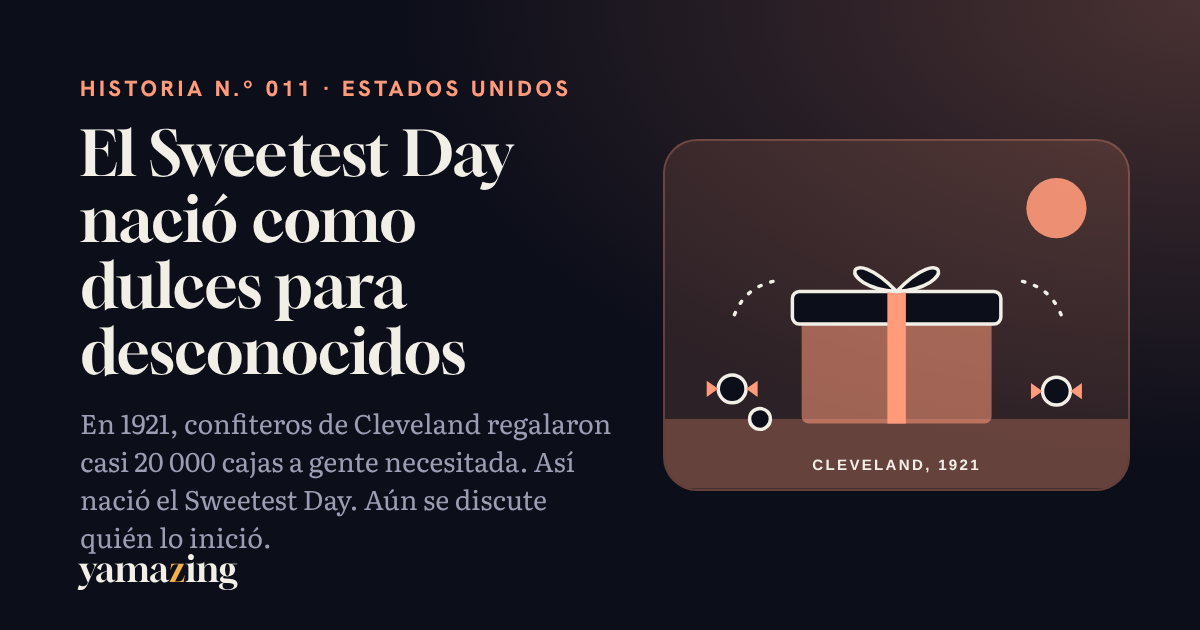 HISTORIA N.º 011 · ESTADOS UNIDOS
El Sweetest Day
nació como
dulces para
desconocidos
En 1921, confiteros de Cleveland regalaron
casi 20 000 cajas a gente necesitada. Así
nació el Sweetest Day. Aún se discute
quién lo inició.
yamazing
CLEVELAND, 1921